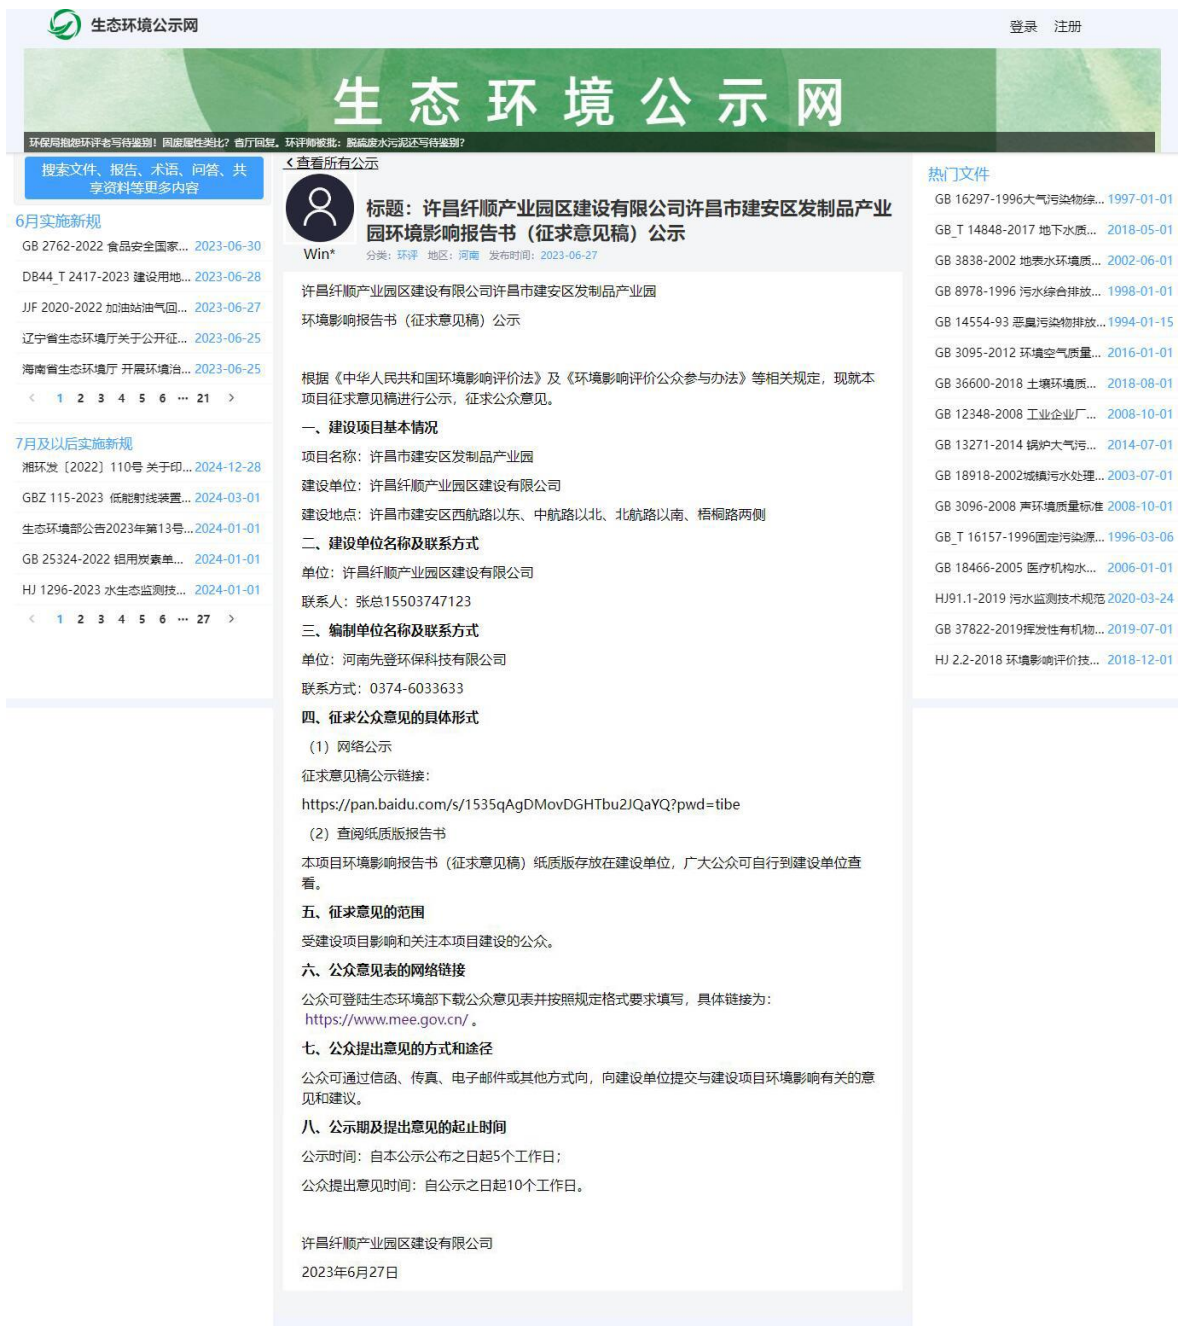 生态环境公示网
登录 注册
生态环境公示网
环保局抱怨环评老写待鉴别！固废属性类比？省厅回复。环评师被批：脱硫废水污泥还写待鉴别？
搜索文件、报告、术语、问答、共
享资料等更多内容
6月实施新规
GB 2762-2022 食品安全国家... 2023-06-30
DB44_T 2417-2023 建设用地... 2023-06-28
JJF 2020-2022 加油站油气回... 2023-06-27
辽宁省生态环境厅关于公开征... 2023-06-25
海南省生态环境厅 开展环境治... 2023-06-25
< 1 2 3 4 5 6 ··· 21 >
7月及以后实施新规
湘环发〔2022〕110号 关于印... 2024-12-28
GBZ 115-2023 低能射线装置... 2024-03-01
生态环境部公告2023年第13号... 2024-01-01
GB 25324-2022 铝用炭素单... 2024-01-01
HJ 1296-2023 水生态监测技... 2024-01-01
< 1 2 3 4 5 6 ··· 27 >
<查看所有公示
Win*
标题：许昌纤顺产业园区建设有限公司许昌市建安区发制品产业
园环境影响报告书（征求意见稿）公示
分类：环评 地区：河南 发布时间：2023-06-27
许昌纤顺产业园区建设有限公司许昌市建安区发制品产业园
环境影响报告书（征求意见稿）公示
根据《中华人民共和国环境影响评价法》及《环境影响评价公众参与办法》等相关规定，现就本
项目征求意见稿进行公示，征求公众意见。
一、建设项目基本情况
项目名称：许昌市建安区发制品产业园
建设单位：许昌纤顺产业园区建设有限公司
建设地点：许昌市建安区西航路以东、中航路以北、北航路以南、梧桐路两侧
二、建设单位名称及联系方式
单位：许昌纤顺产业园区建设有限公司
联系人：张总15503747123
三、编制单位名称及联系方式
单位：河南先登环保科技有限公司
联系方式：0374-6033633
四、征求公众意见的具体形式
（1）网络公示
征求意见稿公示链接：
https://pan.baidu.com/s/1535qAgDMovDGHTbu2JQaYQ?pwd=tibe
（2）查阅纸质版报告书
本项目环境影响报告书（征求意见稿）纸质版存放在建设单位，广大公众可自行到建设单位查
看。
五、征求意见的范围
受建设项目影响和关注本项目建设的公众。
六、公众意见表的网络链接
公众可登陆生态环境部下载公众意见表并按照规定格式要求填写，具体链接为：
https://www.mee.gov.cn/ 。
七、公众提出意见的方式和途径
公众可通过信函、传真、电子邮件或其他方式向，向建设单位提交与建设项目环境影响有关的意
见和建议。
八、公示期及提出意见的起止时间
公示时间：自本公示公布之日起5个工作日；
公众提出意见时间：自公示之日起10个工作日。
许昌纤顺产业园区建设有限公司
2023年6月27日
热门文件
GB 16297-1996大气污染物综... 1997-01-01
GB_T 14848-2017 地下水质... 2018-05-01
GB 3838-2002 地表水环境质... 2002-06-01
GB 8978-1996 污水综合排放... 1998-01-01
GB 14554-93 恶臭污染物排放... 1994-01-15
GB 3095-2012 环境空气质量... 2016-01-01
GB 36600-2018 土壤环境质... 2018-08-01
GB 12348-2008 工业企业厂... 2008-10-01
GB 13271-2014 锅炉大气污... 2014-07-01
GB 18918-2002城镇污水处理... 2003-07-01
GB 3096-2008 声环境质量标准 2008-10-01
GB_T 16157-1996固定污染源... 1996-03-06
GB 18466-2005 医疗机构水... 2006-01-01
HJ91.1-2019 污水监测技术规范 2020-03-24
GB 37822-2019挥发性有机物... 2019-07-01
HJ 2.2-2018 环境影响评价技... 2018-12-01